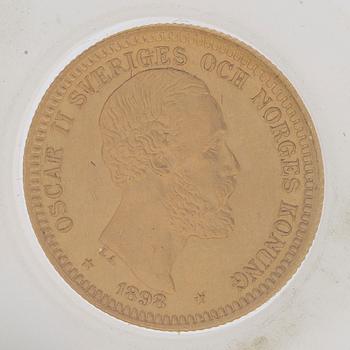 OSCAR II SVERIGES OCH NORGES KONUNG
1898